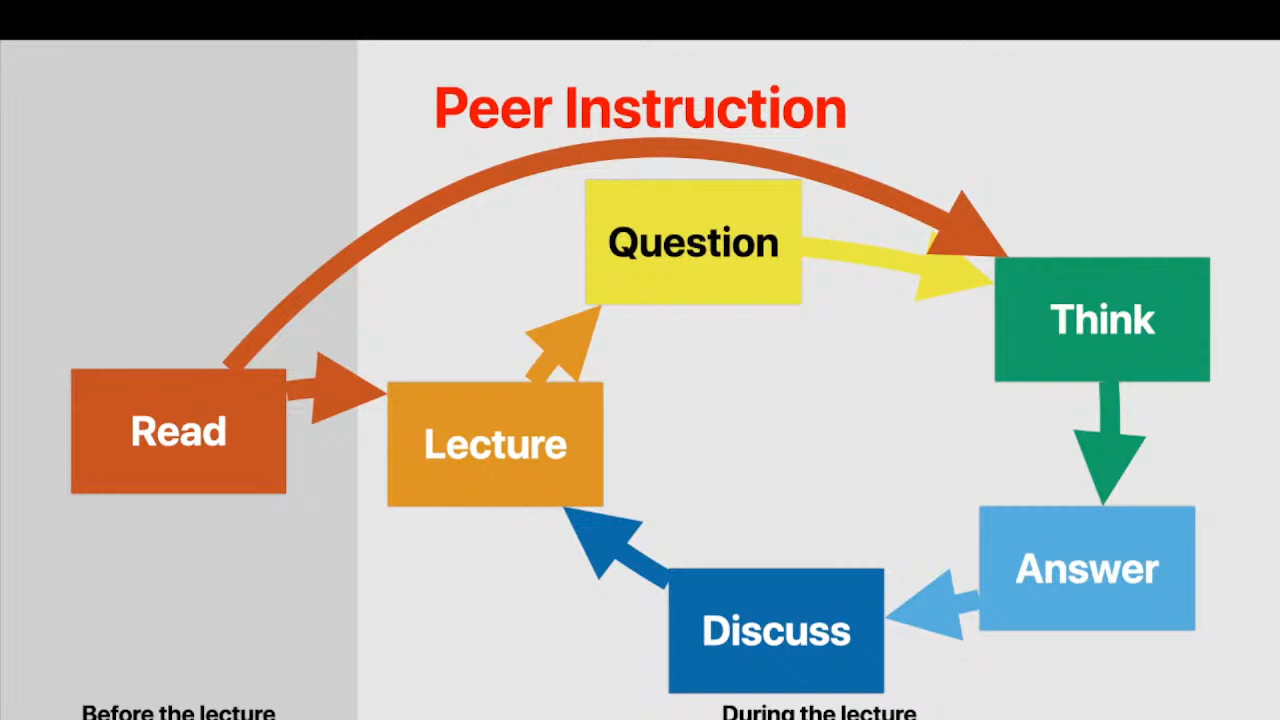 Peer Instruction
Question
Think
Read
Lecture
Answer
Discuss
Before the lecture
During the lecture